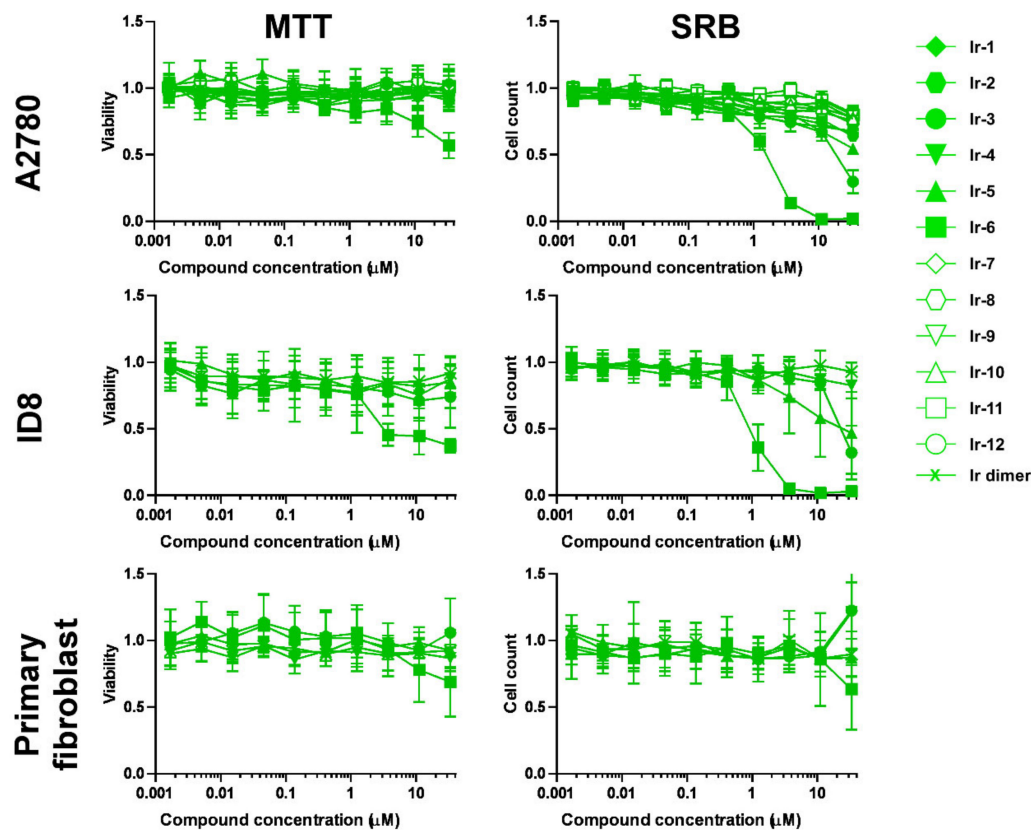 MTT
SRB
A2780
1.5
1.0
0.5
0.0
Viability
0.001
0.01
0.1
1
10
Compound concentration (μM)
1.5
1.0
0.5
0.0
Cell count
0.001
0.01
0.1
1
10
Compound concentration (μM)
ID8
1.5
1.0
0.5
0.0
Viability
0.001
0.01
0.1
1
10
Compound concentration (μM)
1.5
1.0
0.5
0.0
Cell count
0.001
0.01
0.1
1
10
Compound concentration (μM)
Primary
fibroblast
1.5
1.0
0.5
0.0
Viability
0.001
0.01
0.1
1
10
Compound concentration (μM)
1.5
1.0
0.5
0.0
Cell count
0.001
0.01
0.1
1
10
Compound concentration (μM)
Ir-1
Ir-2
Ir-3
Ir-4
Ir-5
Ir-6
Ir-7
Ir-8
Ir-9
Ir-10
Ir-11
Ir-12
Ir dimer